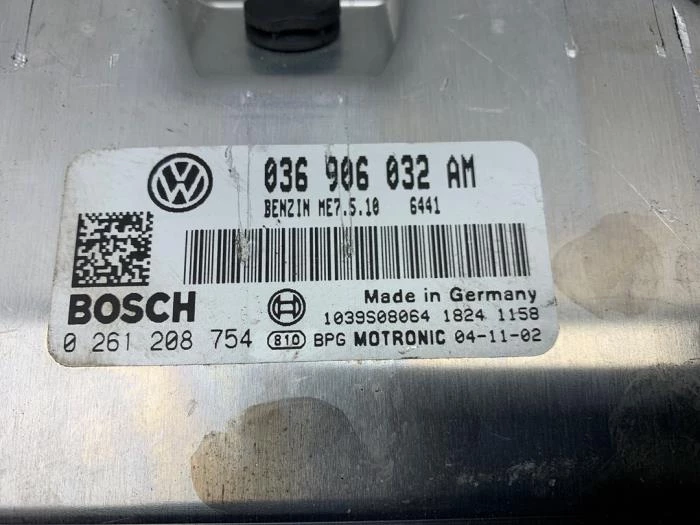 036 906 032 AM
BENZIN ME7.5.10 6441
BOSCH
Made in Germany
1039S08064 1824 1158
0 261 208 754 810 BPG MOTRONIC 04-11-02